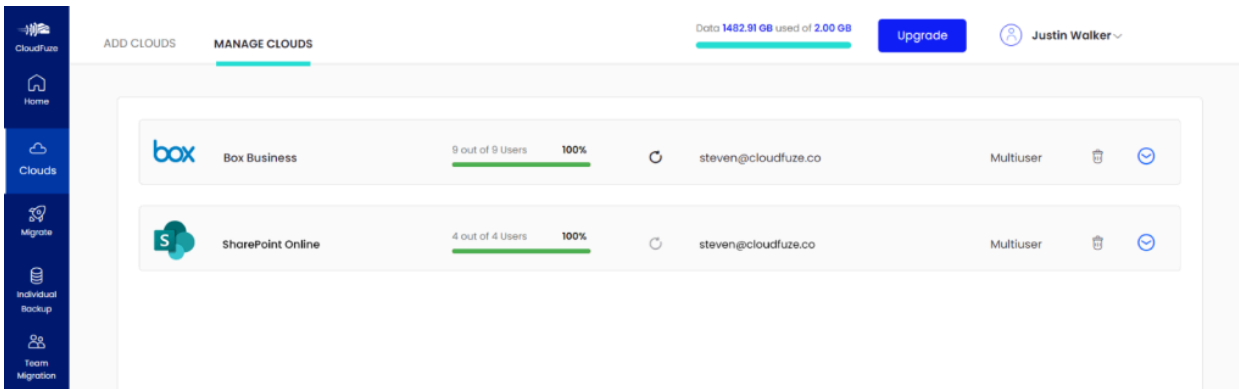 CloudFuze
ADD CLOUDS
MANAGE CLOUDS
Data 1482.91 GB used of 2.00 GB
Upgrade
Justin Walker
Home
Clouds
Migrate
Individual
Backup
Team
Migration
box
Box Business
9 out of 9 Users 100%
steven@cloudfuze.co
Multiuser
S
SharePoint Online
4 out of 4 Users 100%
steven@cloudfuze.co
Multiuser